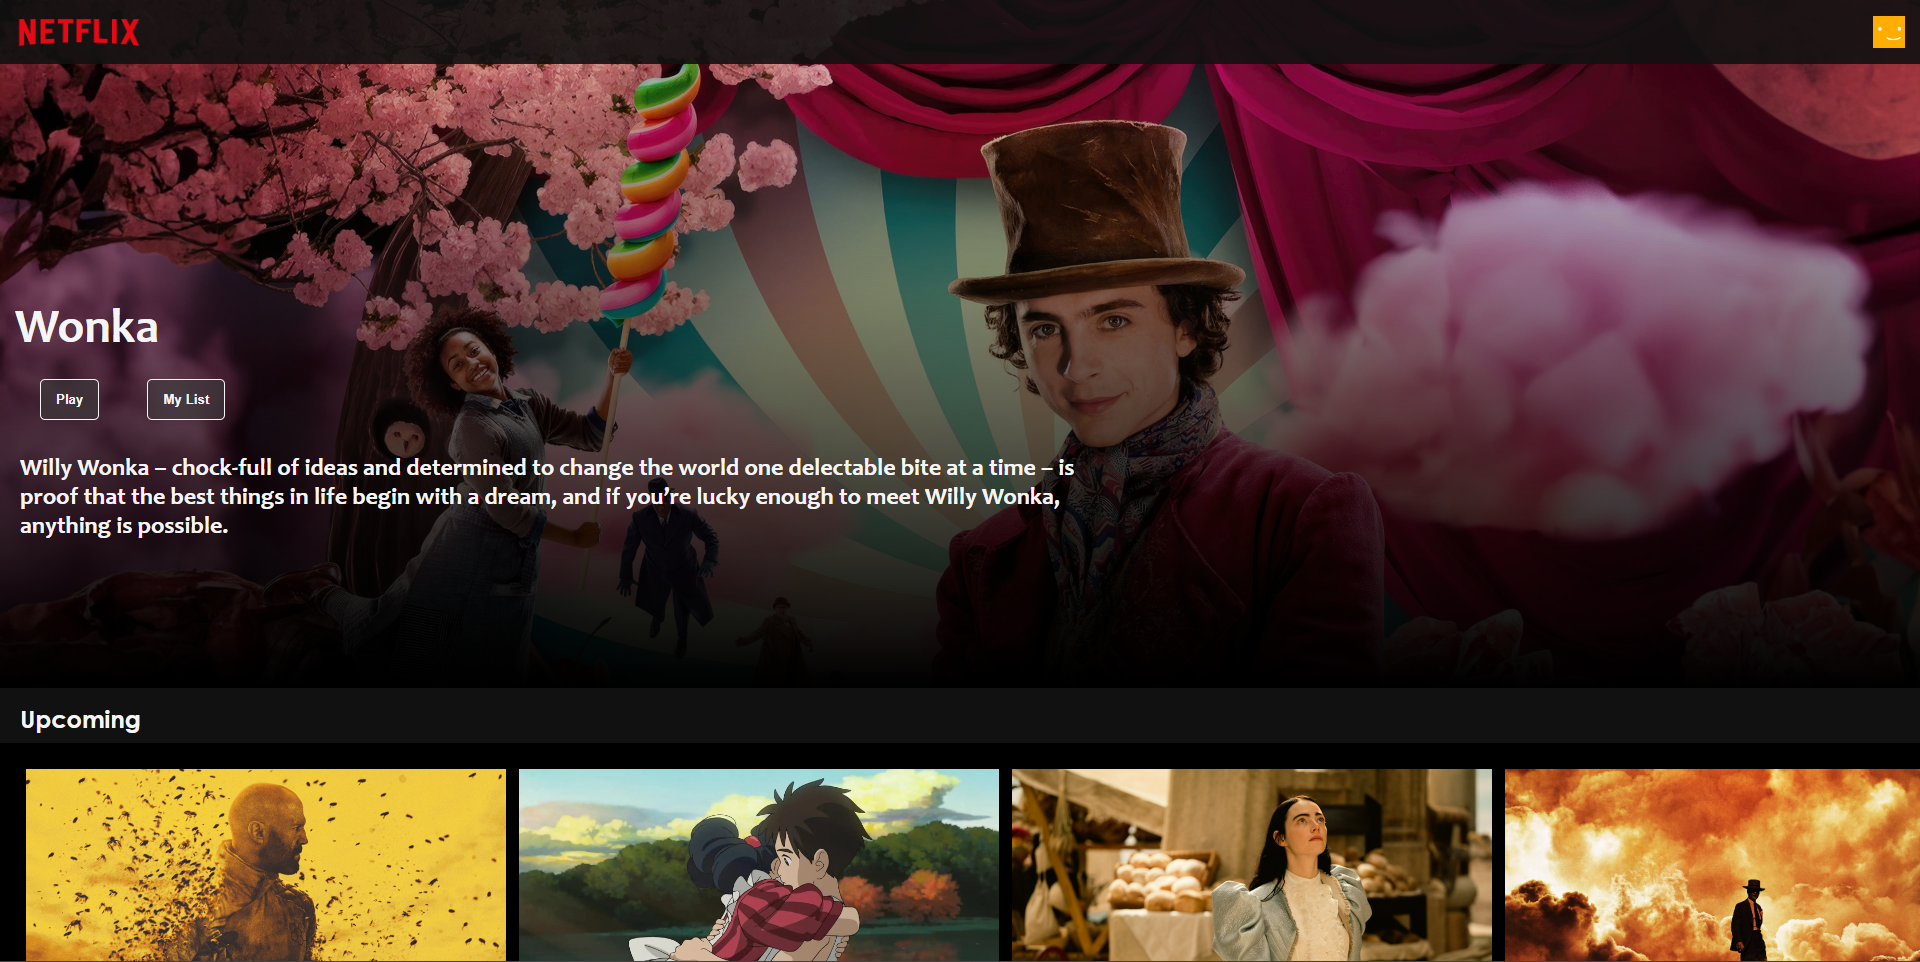 NETFLIX
Wonka
Play
My List
Willy Wonka – chock-full of ideas and determined to change the world one delectable bite at a time – is
proof that the best things in life begin with a dream, and if you’re lucky enough to meet Willy Wonka,
anything is possible.
Upcoming